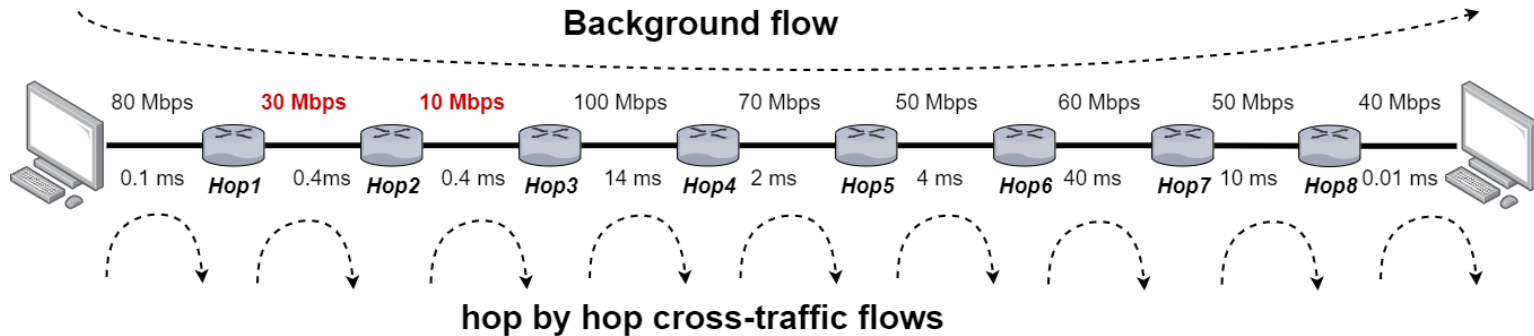 Background flow
80 Mbps 30 Mbps 10 Mbps 100 Mbps 70 Mbps 50 Mbps 60 Mbps 50 Mbps 40 Mbps
0.1 ms Hop1 0.4ms Hop2 0.4 ms Hop3 14 ms Hop4 2 ms Hop5 4 ms Hop6 40 ms Hop7 10 ms Hop8 0.01 ms
hop by hop cross-traffic flows